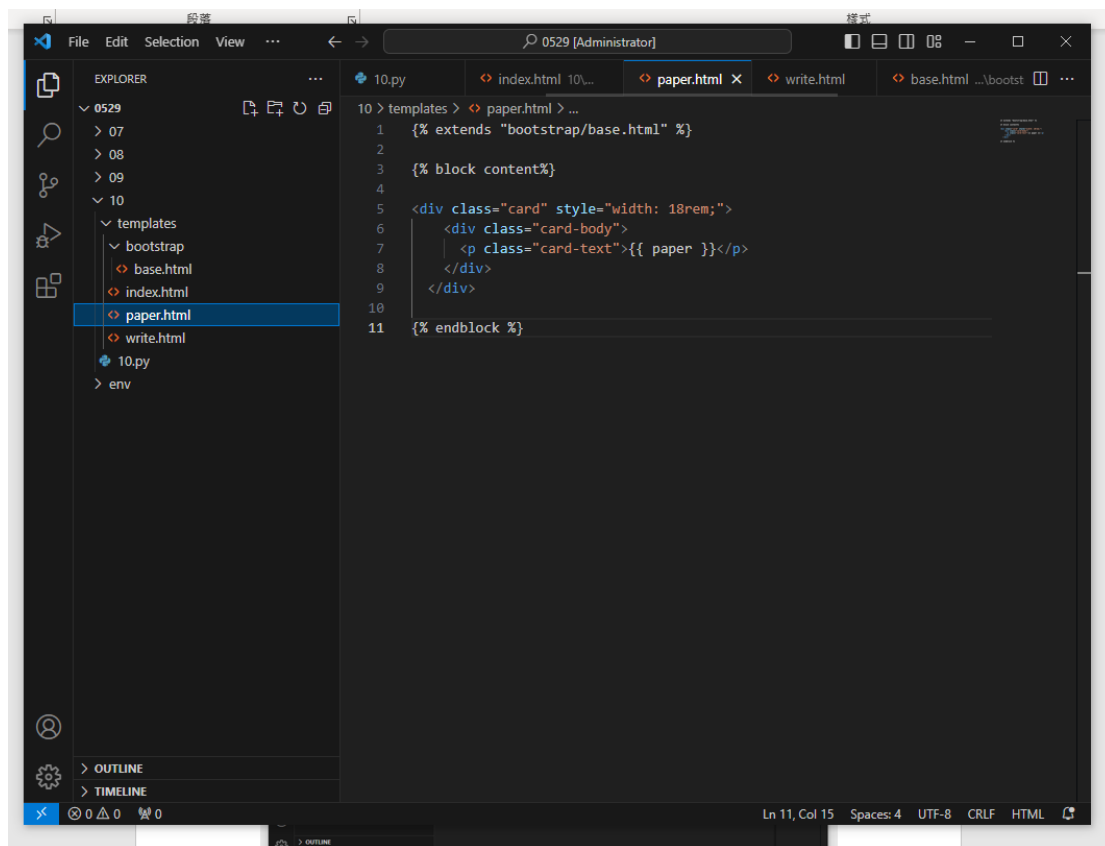 段落
樣式
File Edit Selection View ··· 0529 [Administrator]
EXPLORER ···
10.py index.html 10\... paper.html write.html base.html ...\bootst ···
0529
07
08
09
10
templates
bootstrap
base.html
index.html
paper.html
write.html
10.py
env
10 > templates > paper.html > ...
1 {% extends "bootstrap/base.html" %}
2
3 {% block content%}
4
5 <div class="card" style="width: 18rem;">
6 <div class="card-body">
7 <p class="card-text">{{ paper }}</p>
8 </div>
9 </div>
10
11 {% endblock %}
OUTLINE
TIMELINE
0 0 0 Ln 11, Col 15 Spaces: 4 UTF-8 CRLF HTML
OUTLINE